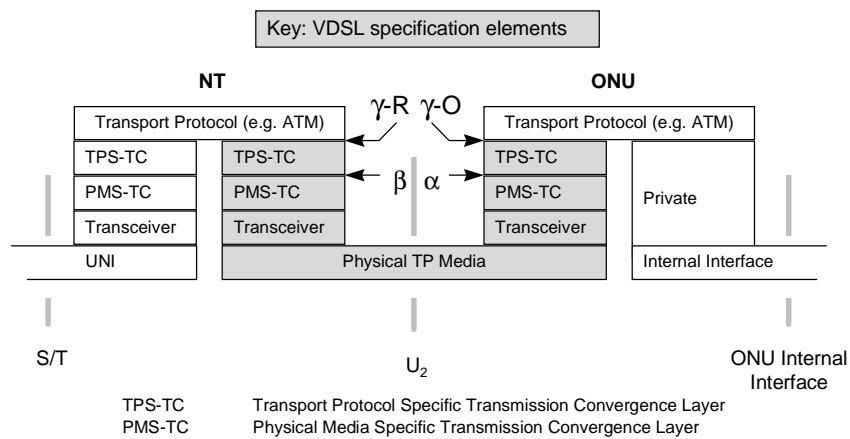 Key: VDSL specification elements
NT
ONU
γ-R γ-O
Transport Protocol (e.g. ATM)
Transport Protocol (e.g. ATM)
TPS-TC
TPS-TC
TPS-TC
PMS-TC
PMS-TC
β
α
PMS-TC
Private
Transceiver
Transceiver
Transceiver
UNI
Physical TP Media
Internal Interface
S/T
U2
ONU Internal
Interface
TPS-TC Transport Protocol Specific Transmission Convergence Layer
PMS-TC Physical Media Specific Transmission Convergence Layer